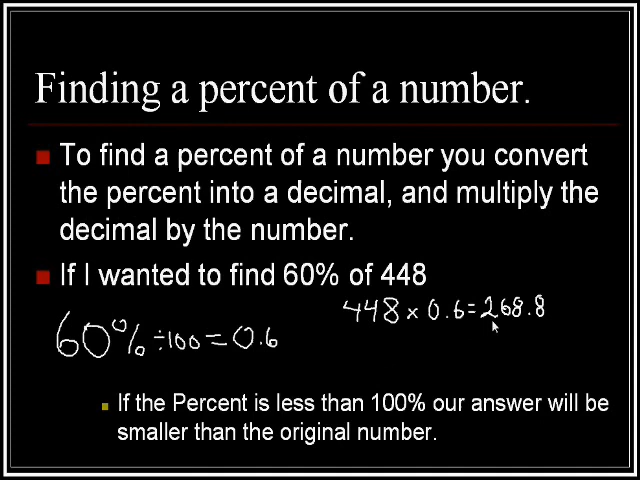 Finding a percent of a number.
To find a percent of a number you convert
the percent into a decimal, and multiply the
decimal by the number.
If I wanted to find 60% of 448
448 × 0.6 = 268.8
60% ÷100 = 0.6
If the Percent is less than 100% our answer will be
smaller than the original number.